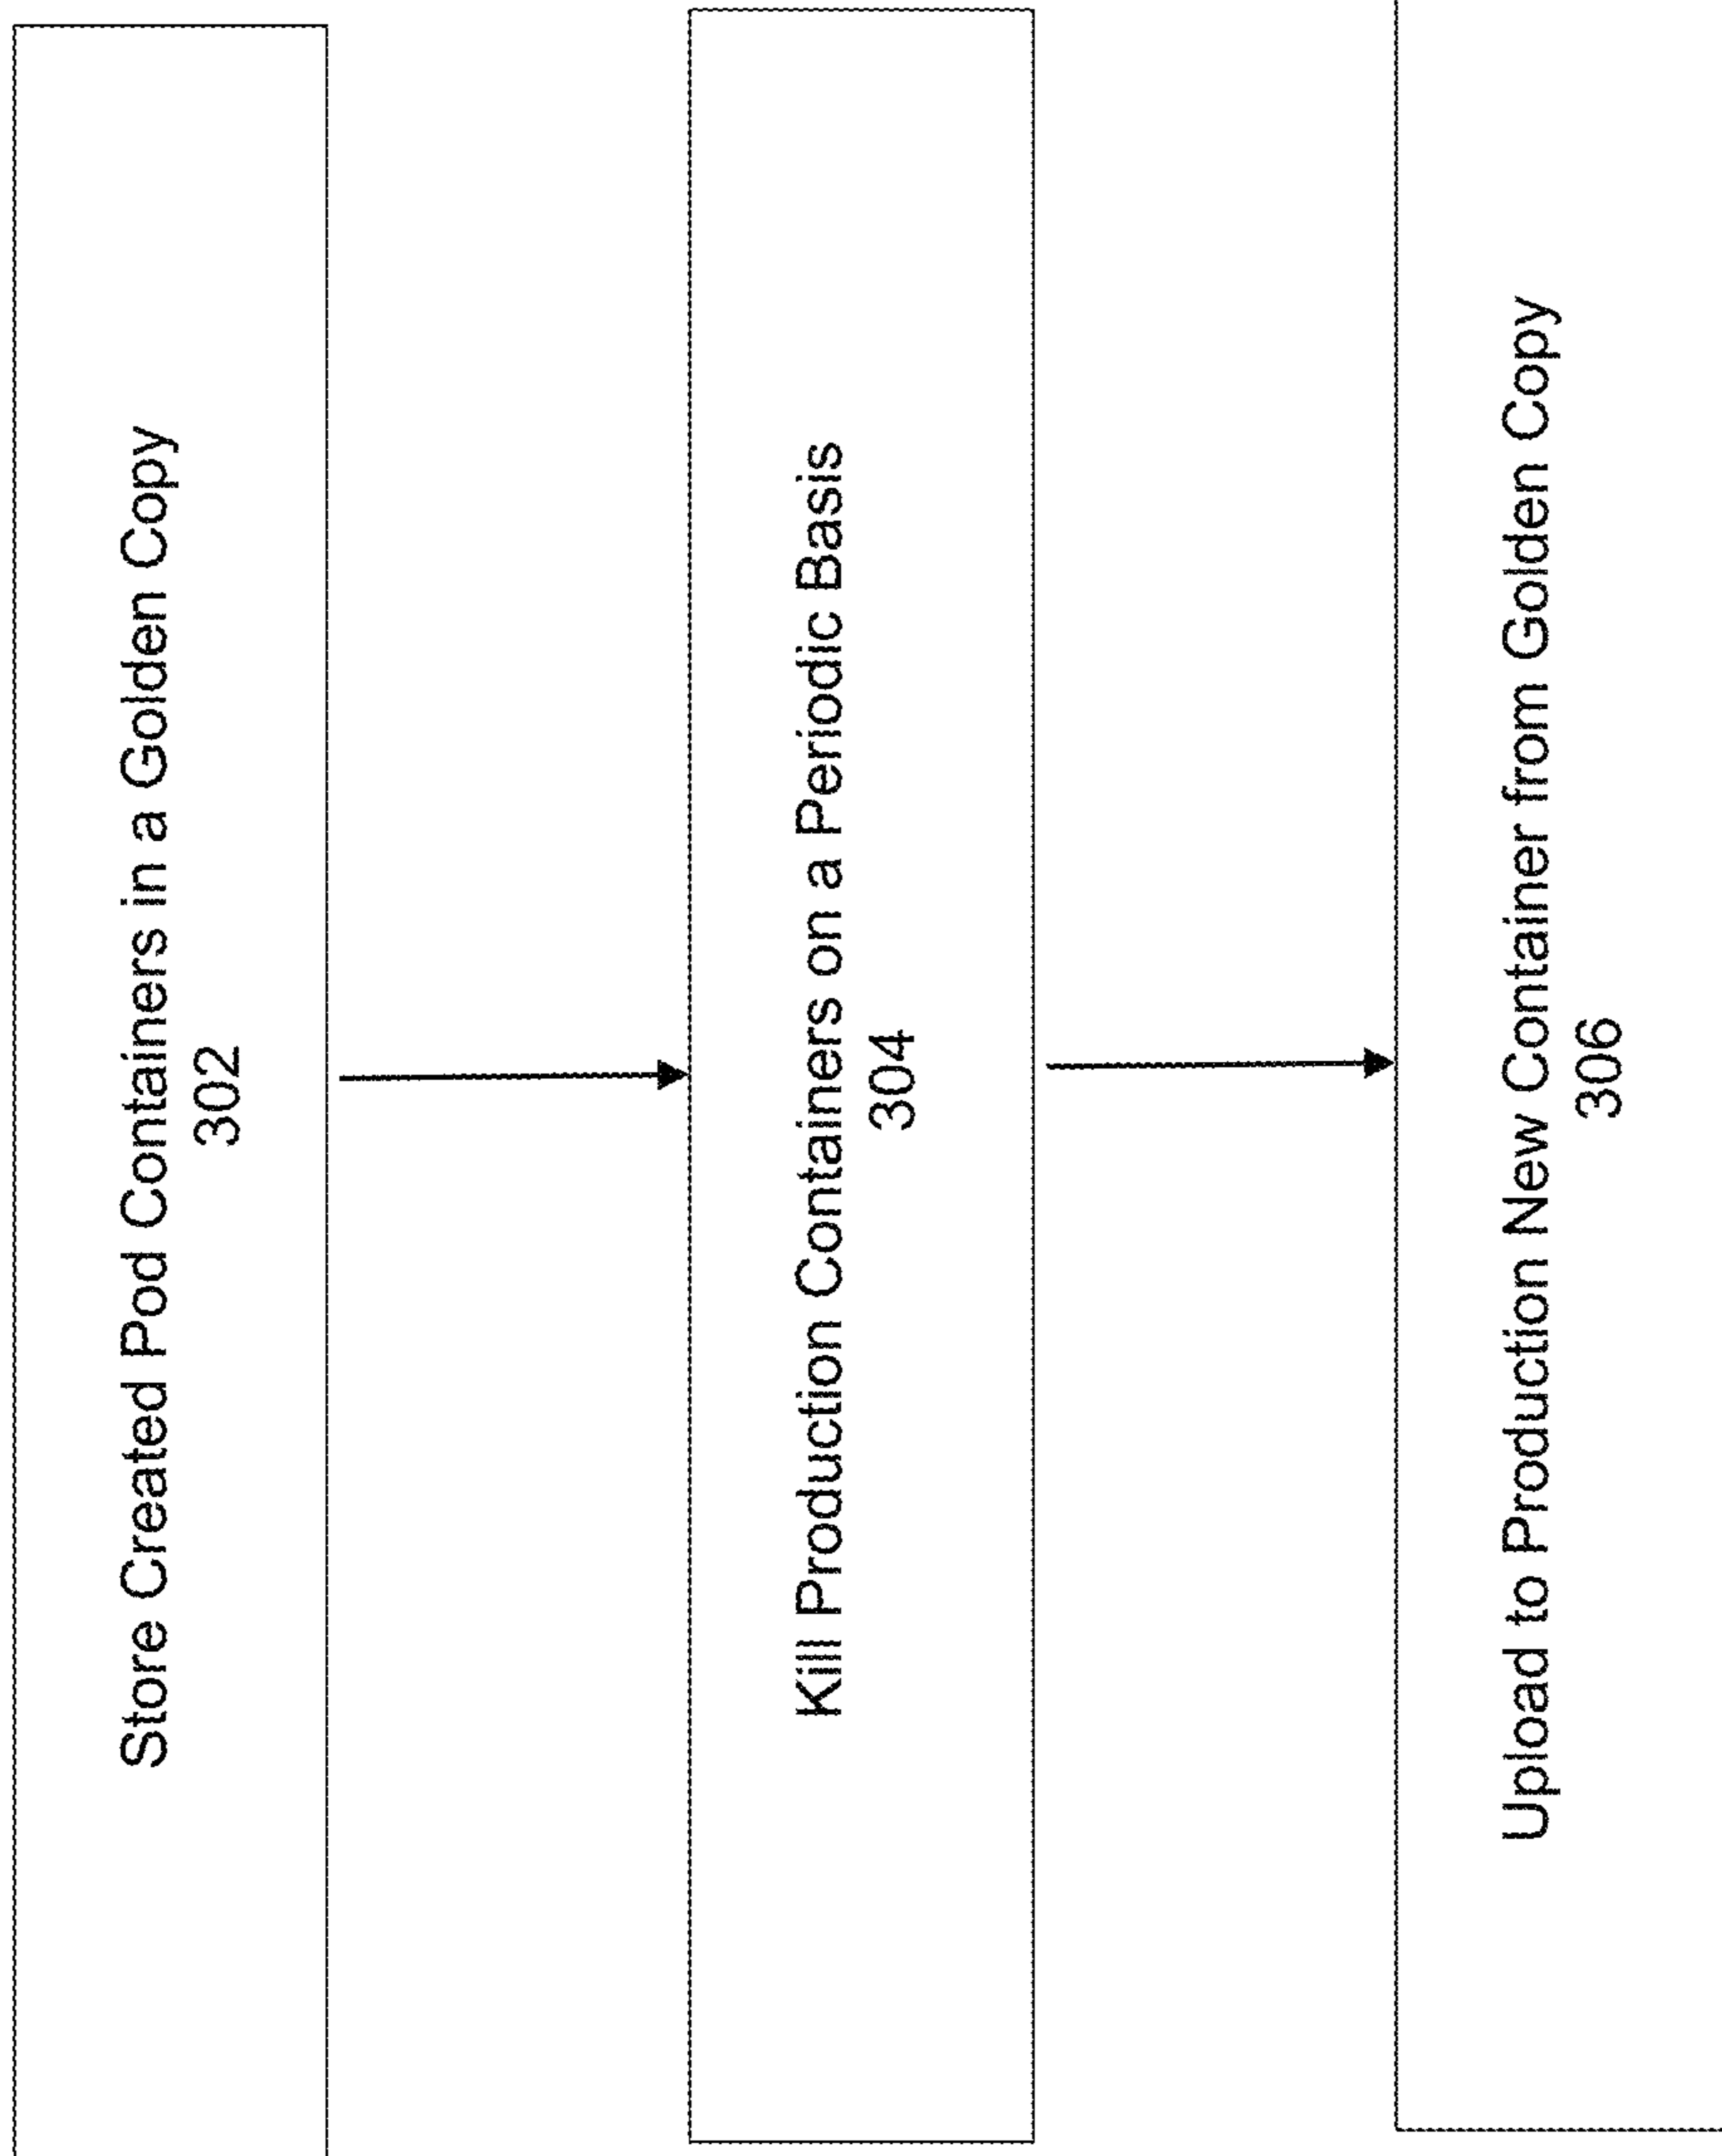 Store Created Pod Containers in a Golden Copy
302
Kill Production Containers on a Periodic Basis
304
Upload to Production New Container from Golden Copy
306